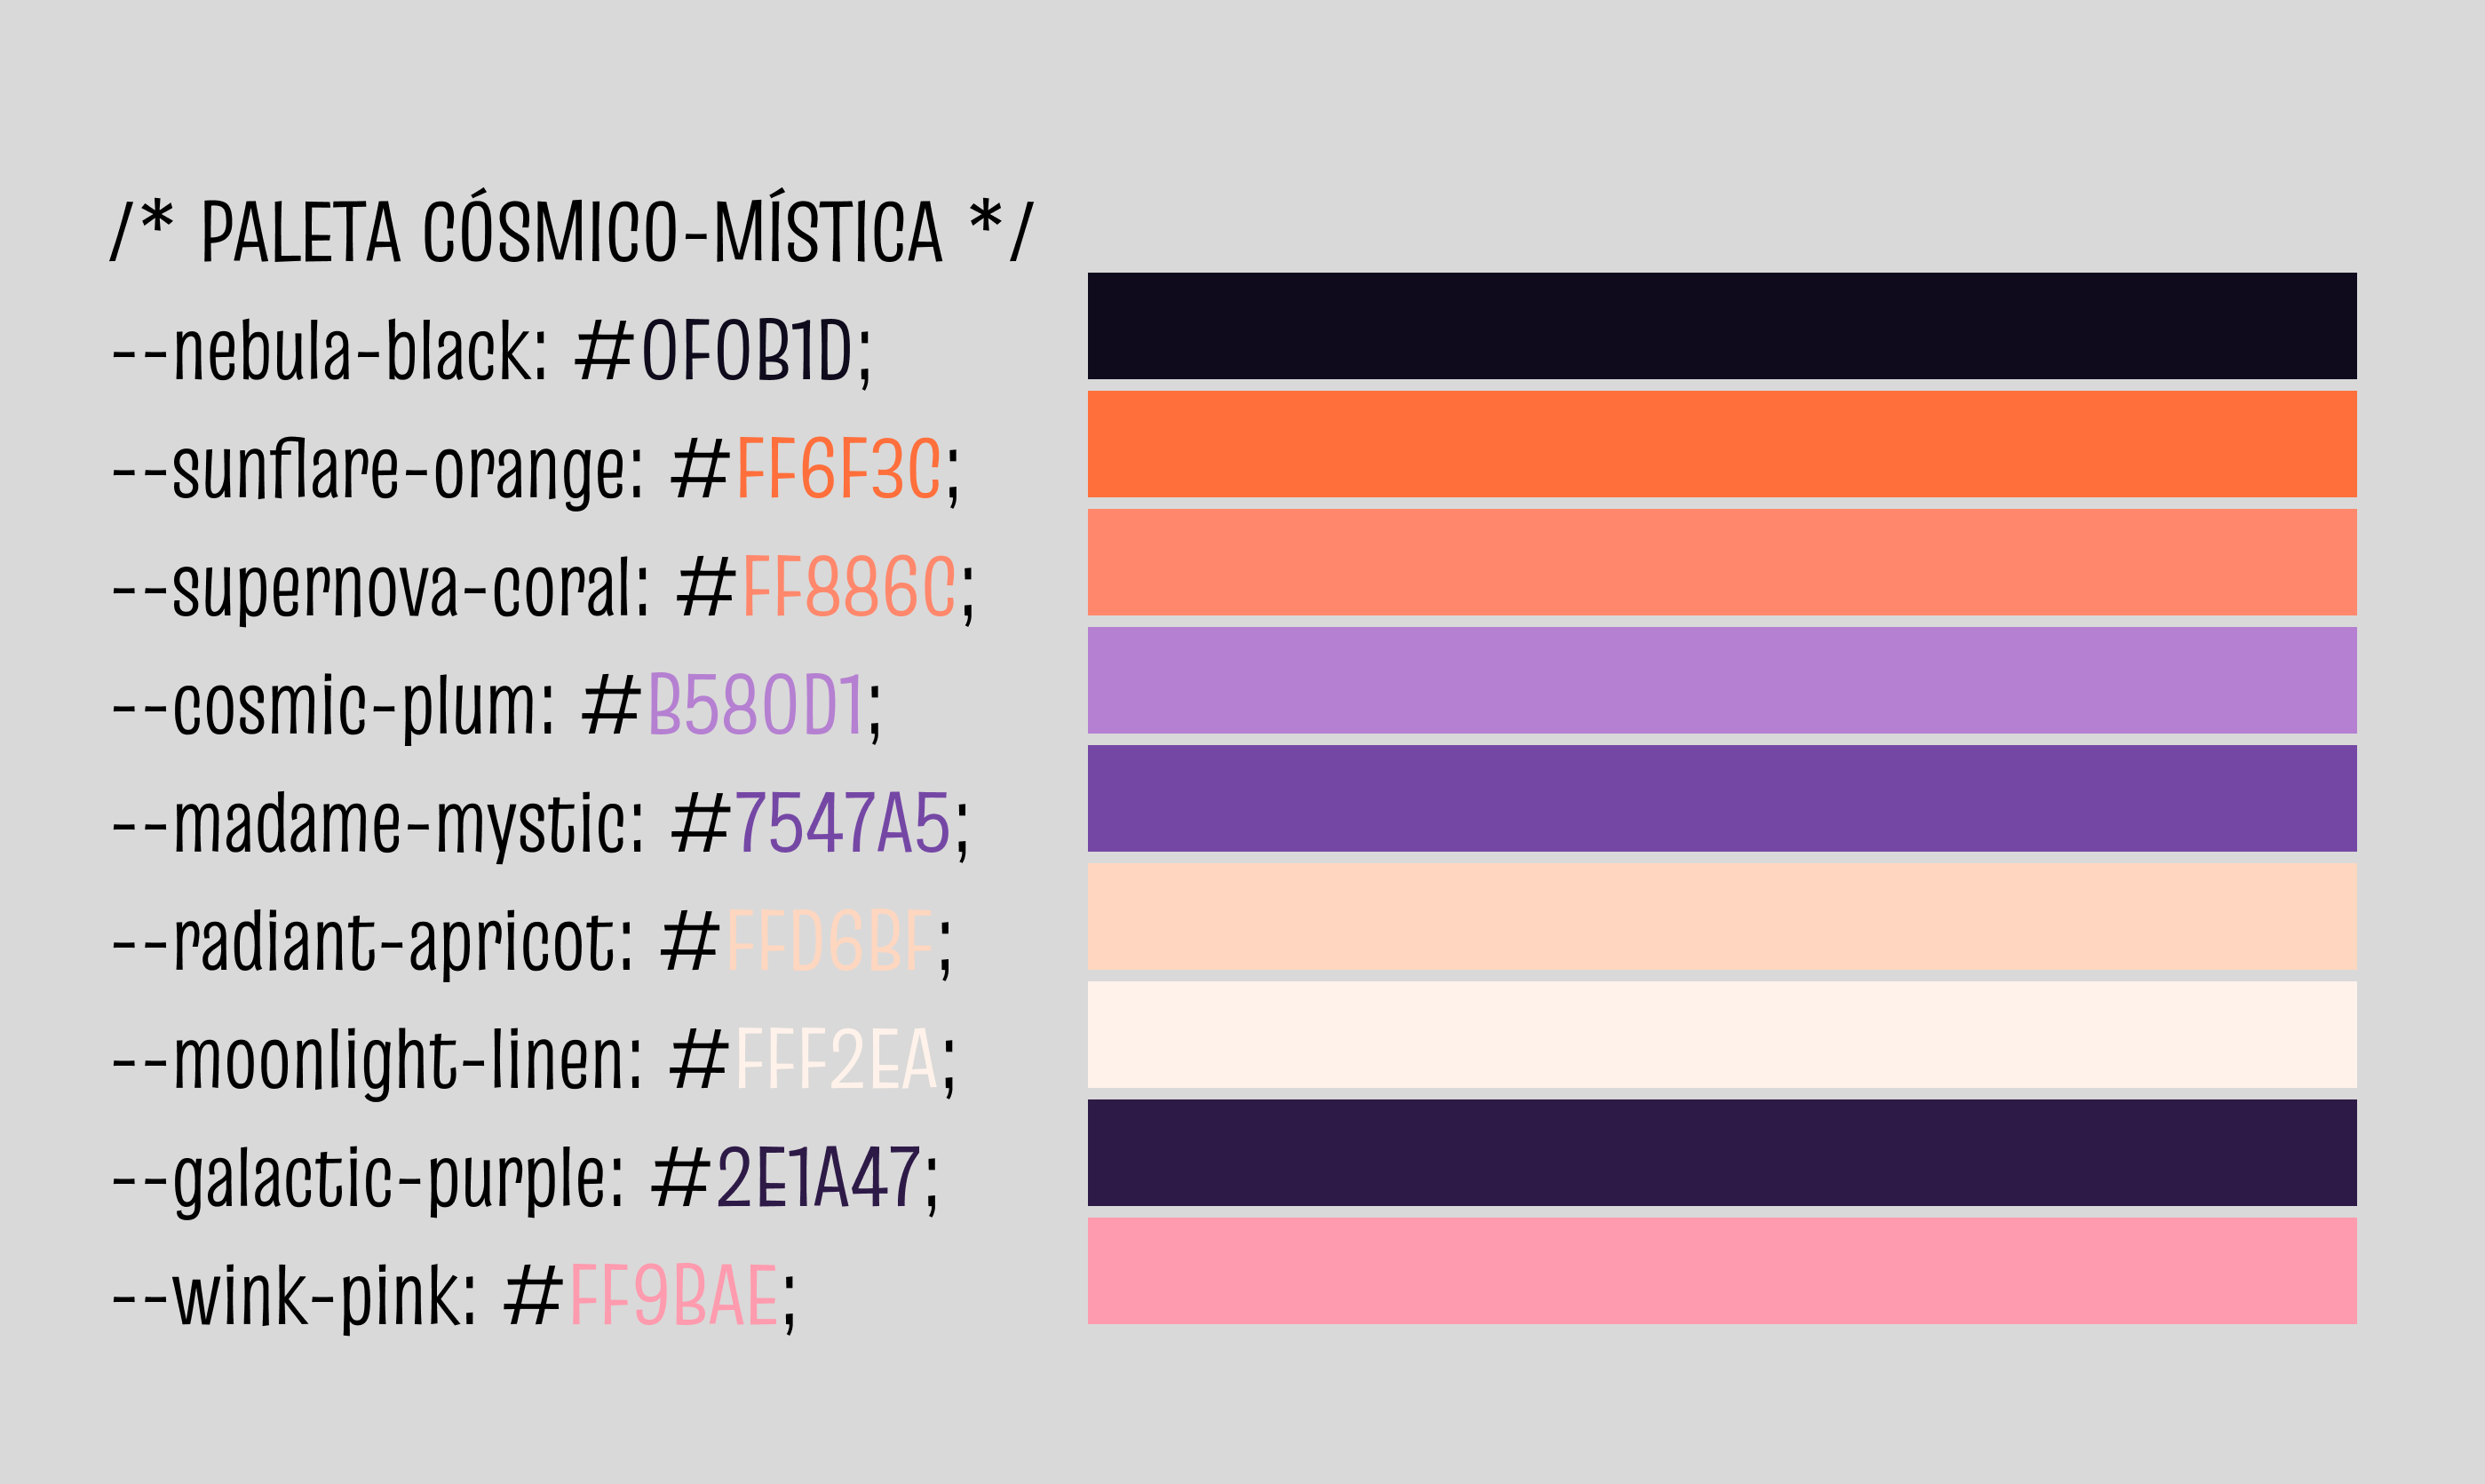 /* PALETA CÓSMICO-MÍSTICA */
--nebula-black: #0F0B1D;
--sunflare-orange: #FF6F3C;
--supernova-coral: #FF886C;
--cosmic-plum: #B580D1;
--madame-mystic: #7547A5;
--radiant-apricot: #FFD6BF;
--moonlight-linen: #FFF2EA;
--galactic-purple: #2E1A47;
--wink-pink: #FF9BAE;